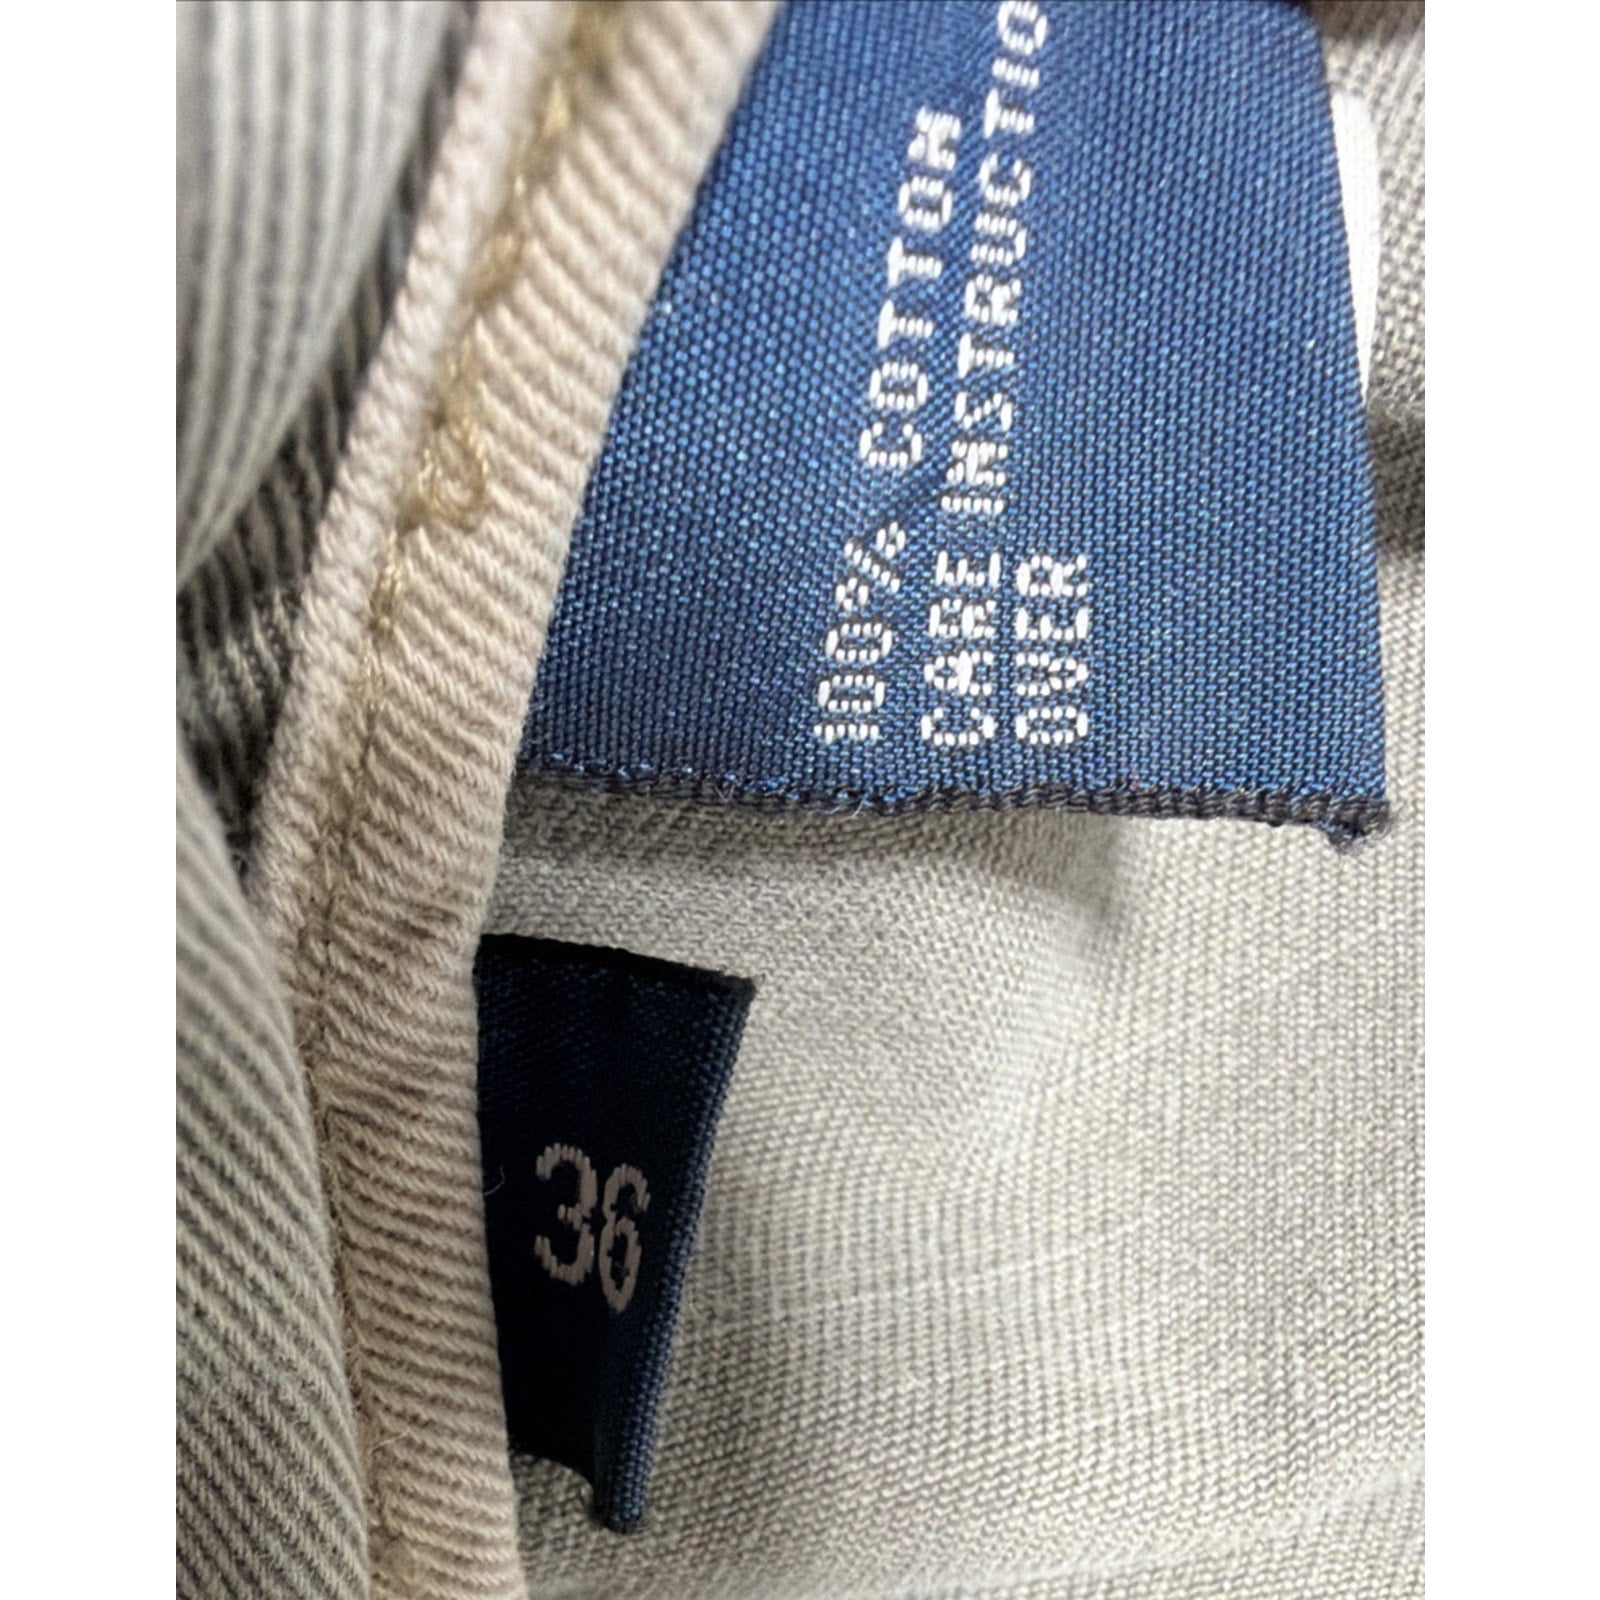 100% COTTON
CARE INSTRUCTIO
OVER
36